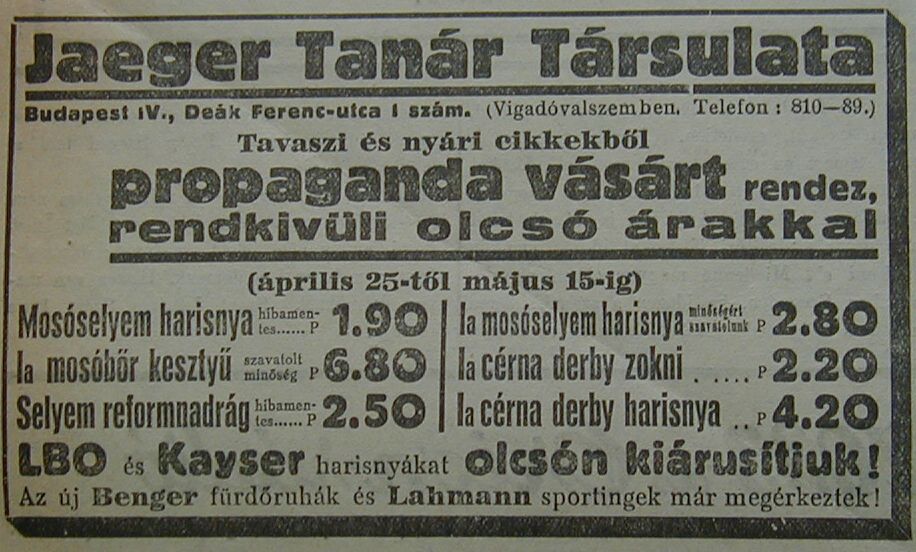 Jaeger Tanár Társulata
Budapest IV., Deák Ferenc-utca 1 szám. (Vigadóvalszemben. Telefon : 810—89.)
Tavaszi és nyári cikkekből
propaganda vásárt rendez,
rendkivüli olcsó árakkal
(április 25-től május 15-ig)
Mosóselyem harisnya hibamen-tes...... P 1.90
Ia mosóbőr kesztyű szavatolt minőség P 6.80
Selyem reformnadrág hibamen-tes...... P 2.50
Ia mosóselyem harisnya minőségért szavatolunk P 2.80
Ia cérna derby zokni . ..... P 2.20
Ia cérna derby harisnya .. P 4.20
LBO és Kayser harisnyákat olcsón kiárusítjuk!
Az új Benger fürdőruhák és Lahmann sportingek már megérkeztek!